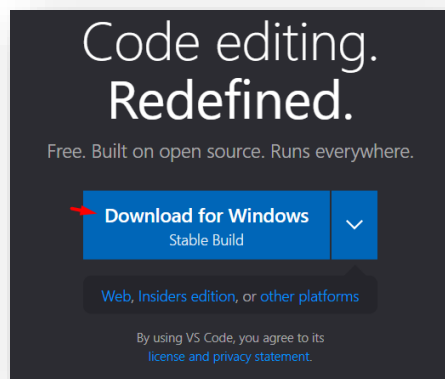 Code editing.
Redefined.
Free. Built on open source. Runs everywhere.
Download for Windows
Stable Build
Web, Insiders edition, or other platforms
By using VS Code, you agree to its
license and privacy statement.